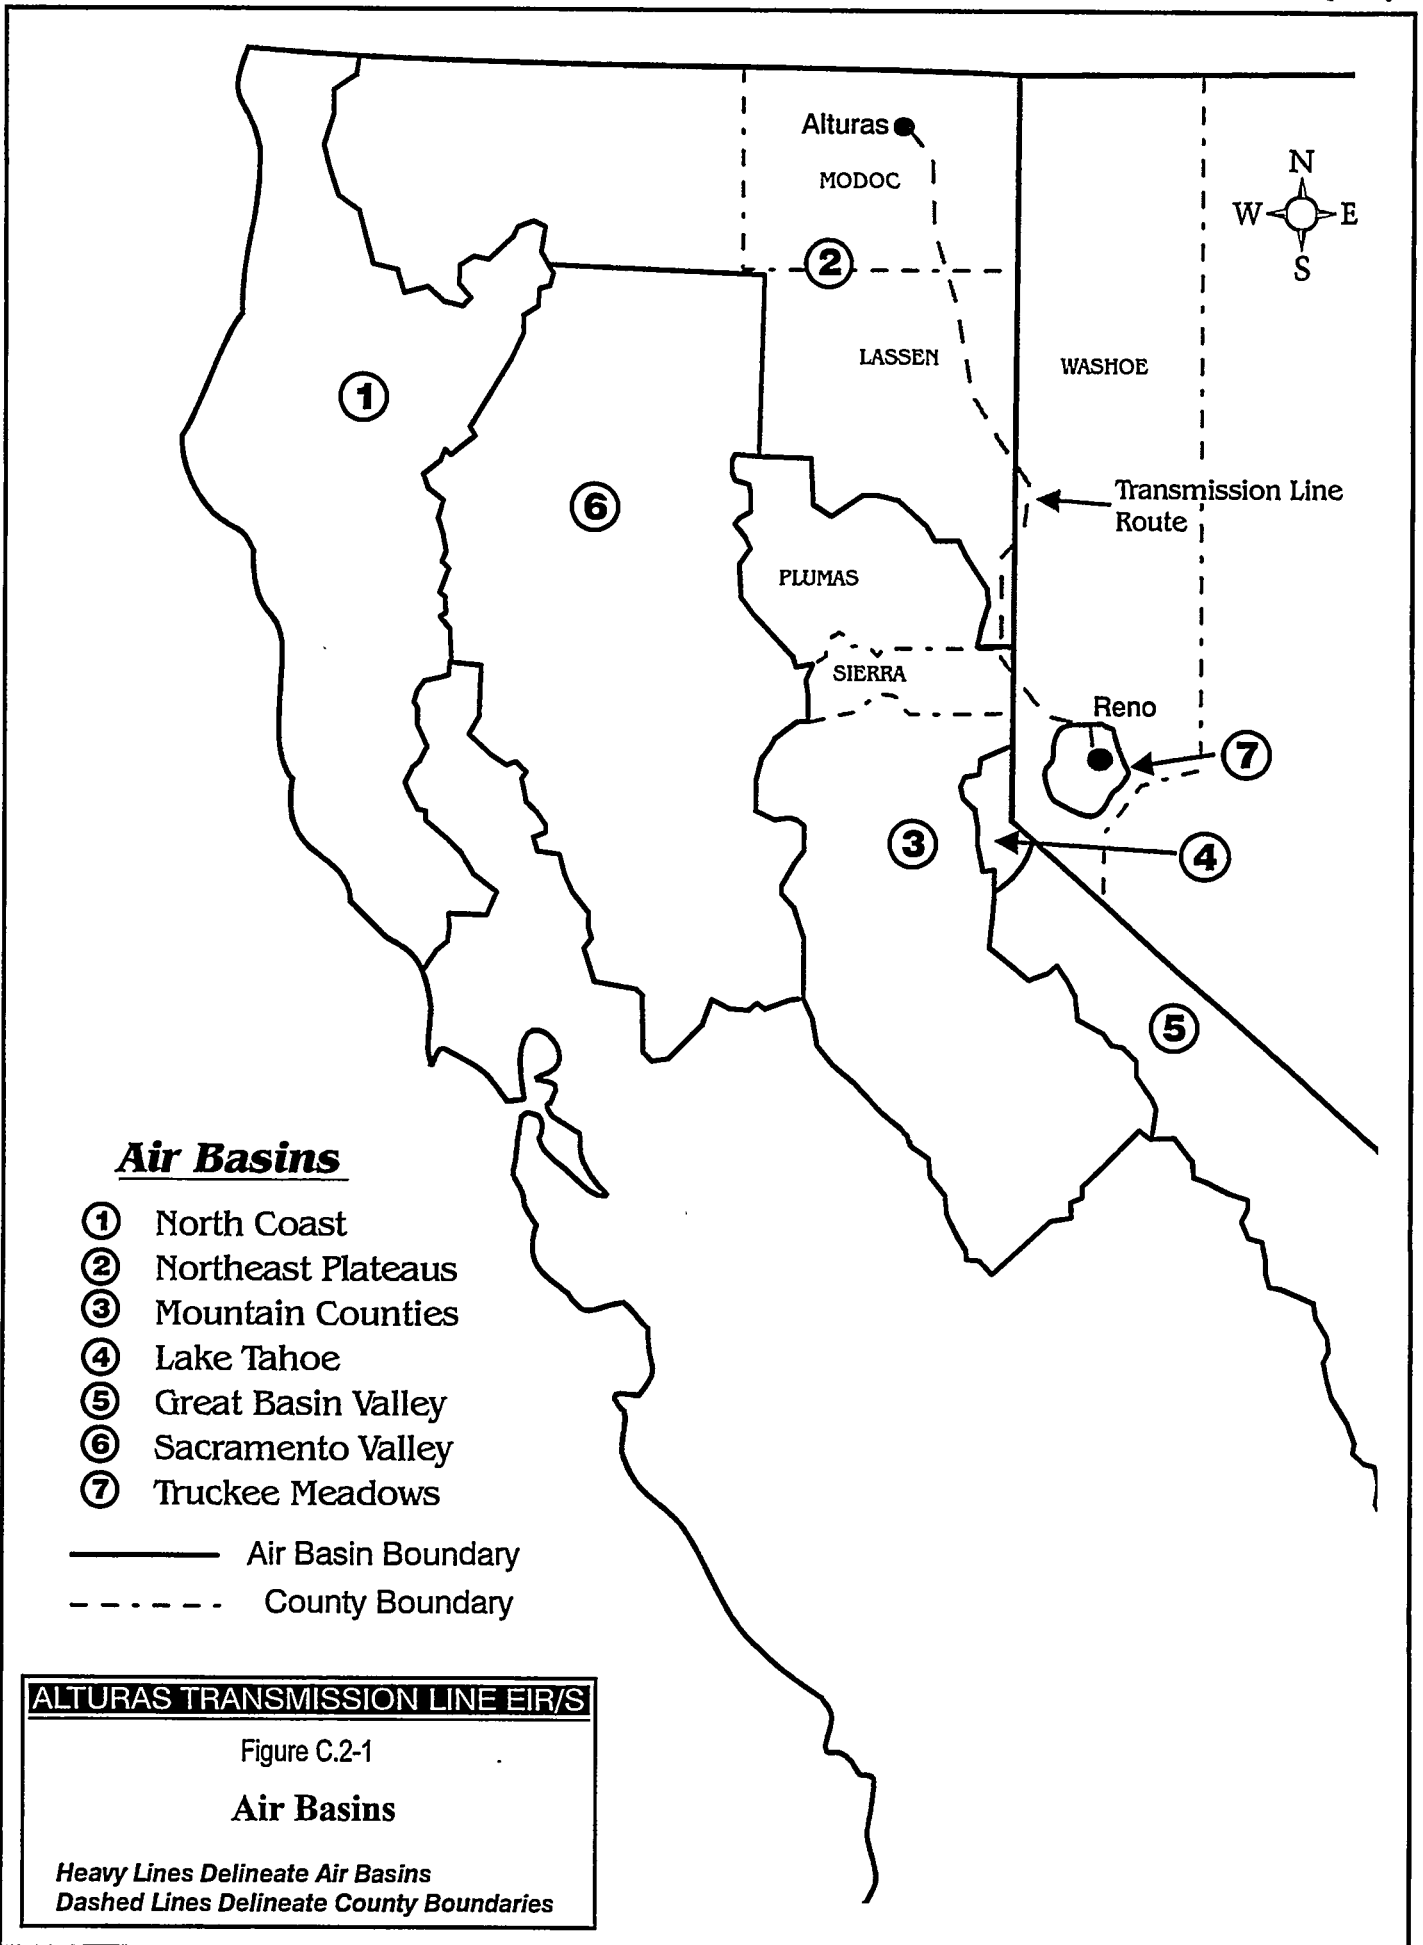 Alturas
MODOC
N
W E
S
2
LASSEN
WASHOE
1
6
Transmission Line
Route
PLUMAS
SIERRA
Reno
7
3
4
5
Air Basins
1 North Coast
2 Northeast Plateaus
3 Mountain Counties
4 Lake Tahoe
5 Great Basin Valley
6 Sacramento Valley
7 Truckee Meadows
Air Basin Boundary
County Boundary
ALTURAS TRANSMISSION LINE EIR/S
Figure C.2-1
Air Basins
Heavy Lines Delineate Air Basins
Dashed Lines Delineate County Boundaries